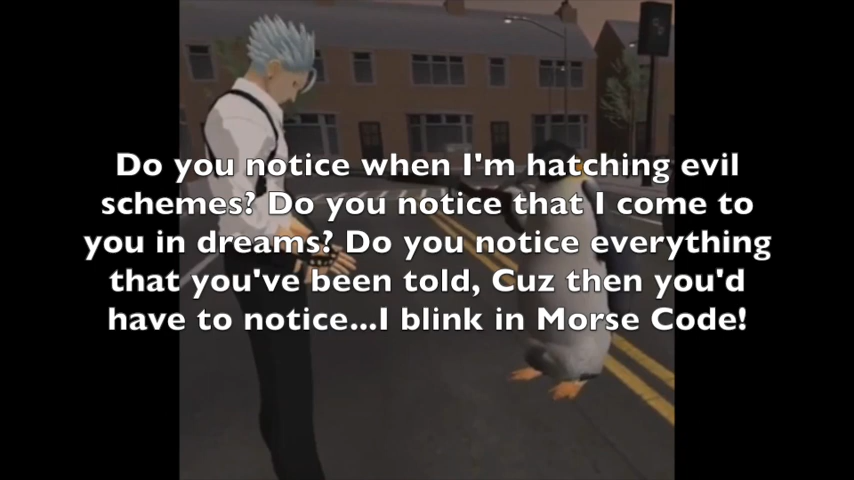 Do you notice when I'm hatching evil
schemes? Do you notice that I come to
you in dreams? Do you notice everything
that you've been told, Cuz then you'd
have to notice...I blink in Morse Code!